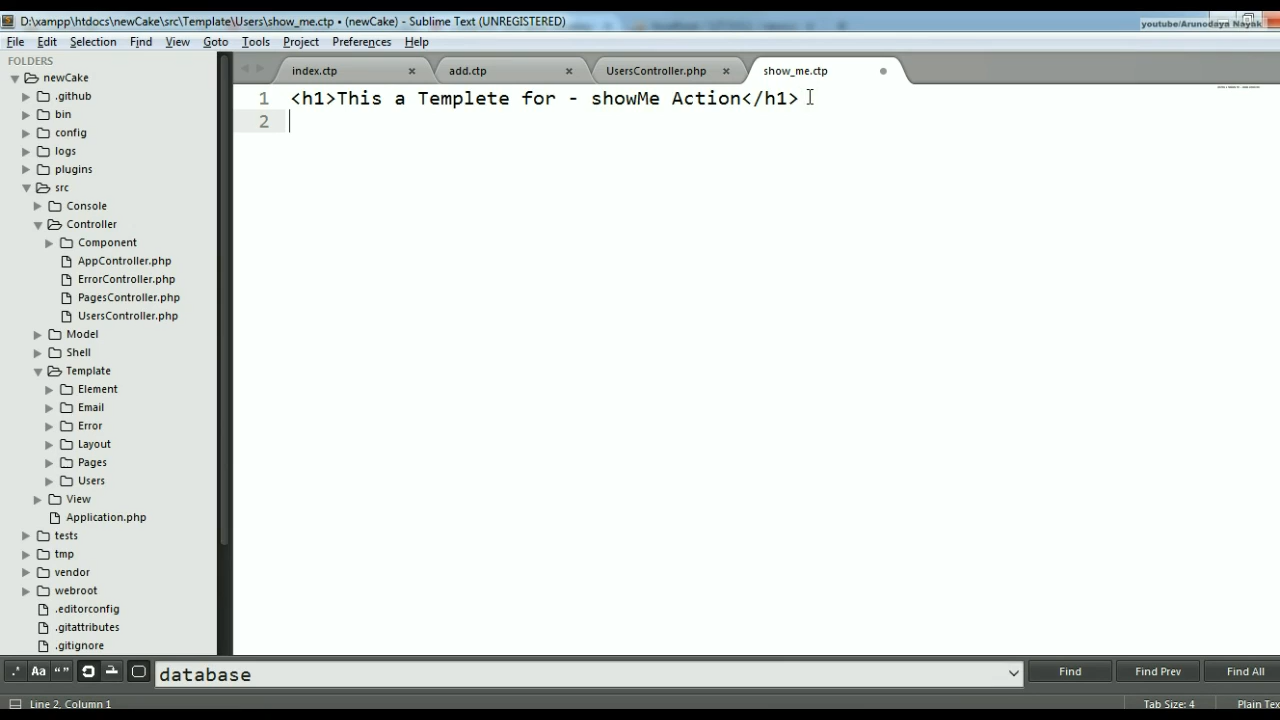 D:\xampp\htdocs\newCake\src\Template\Users\show_me.ctp • (newCake) - Sublime Text (UNREGISTERED)
youtube/Arunodaya Nayak
File Edit Selection Find View Goto Tools Project Preferences Help
FOLDERS
newCake
.github
bin
config
logs
plugins
src
Console
Controller
Component
AppController.php
ErrorController.php
PagesController.php
UsersController.php
Model
Shell
Template
Element
Email
Error
Layout
Pages
Users
View
Application.php
tests
tmp
vendor
webroot
.editorconfig
.gitattributes
.gitignore
index.ctp × add.ctp × UsersController.php × show_me.ctp
1 <h1>This a Templete for - showMe Action</h1>
2
.* Aa “ ” database Find Find Prev Find All
Line 2, Column 1 Tab Size: 4 Plain Tex